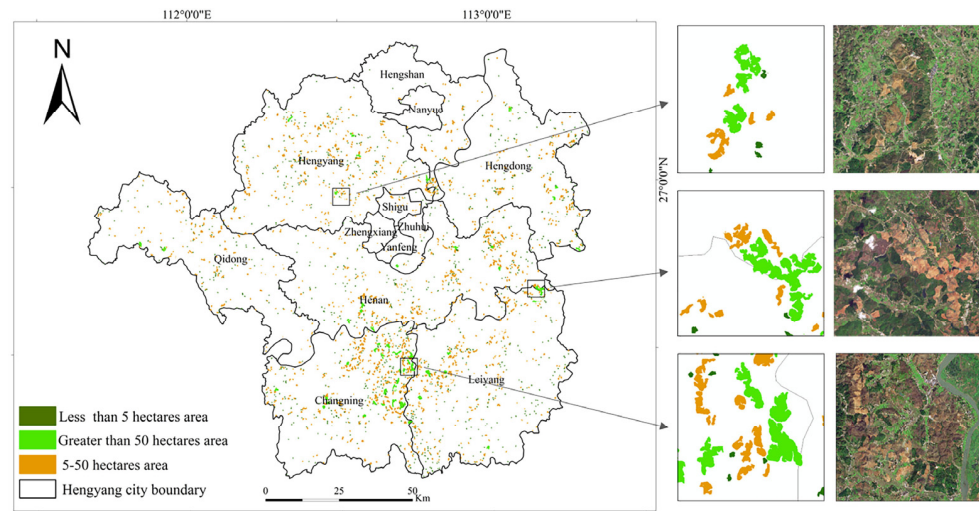 112°0'0"E
113°0'0"E
N
Hengshan
Nanyue
Hengyang
Hengdong
27°0'0"N
Shigu
Zhuhui
Zhengxiang
Yanfeng
Qidong
Henan
Leiyang
Changning
Less than 5 hectares area
Greater than 50 hectares area
5-50 hectares area
Hengyang city boundary
0 12.5 25 50
Km